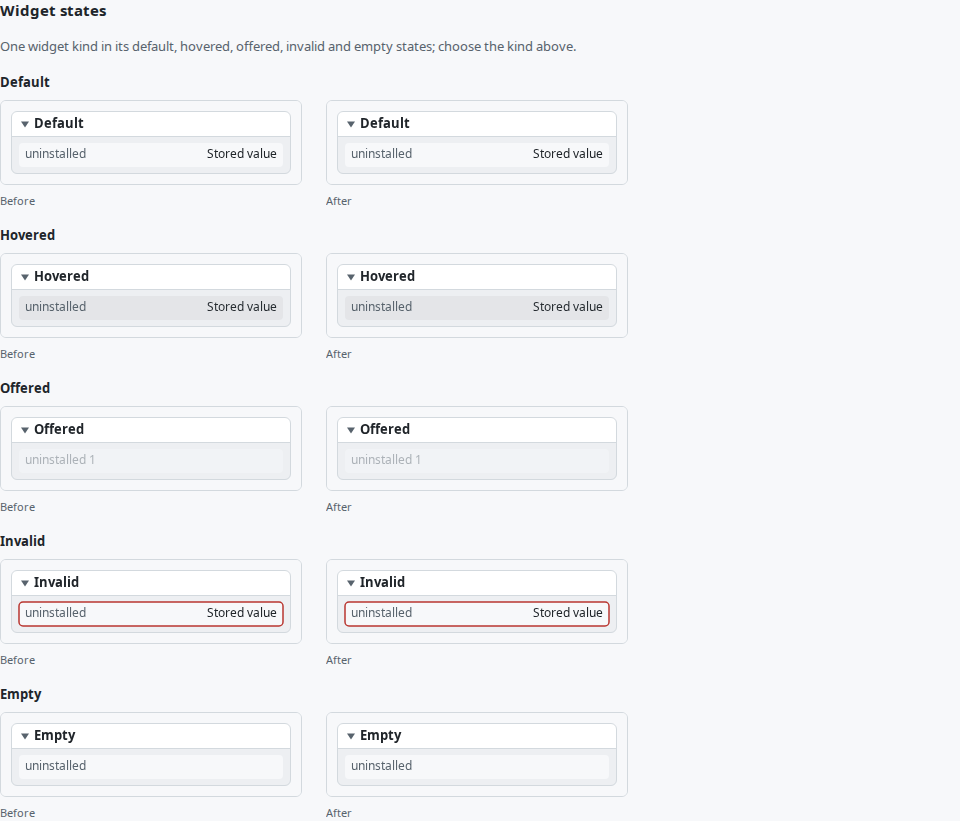 Widget states
One widget kind in its default, hovered, offered, invalid and empty states; choose the kind above.
Default
Default
Default
uninstalled Stored value
uninstalled Stored value
Before
After
Hovered
Hovered
Hovered
uninstalled Stored value
uninstalled Stored value
Before
After
Offered
Offered
Offered
uninstalled 1
uninstalled 1
Before
After
Invalid
Invalid
Invalid
uninstalled Stored value
uninstalled Stored value
Before
After
Empty
Empty
Empty
uninstalled
uninstalled
Before
After